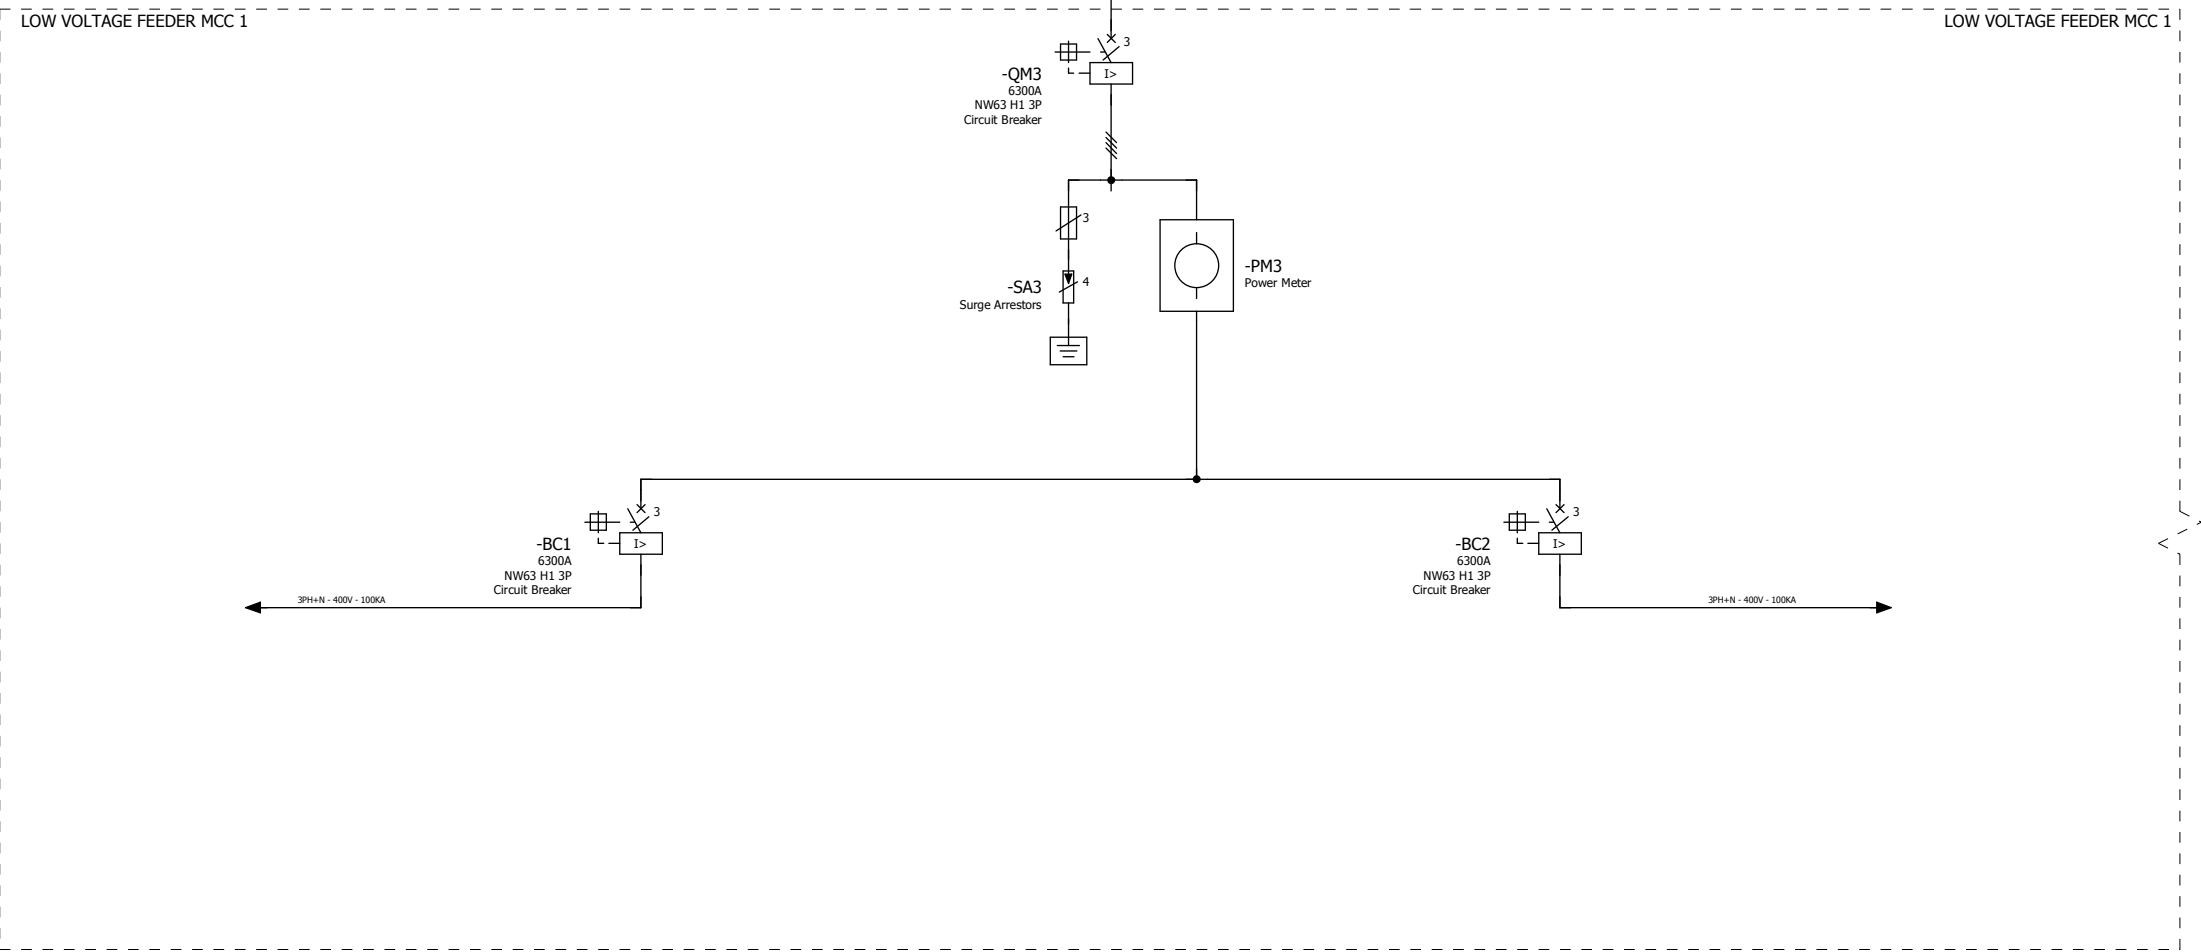 LOW VOLTAGE FEEDER MCC 1
LOW VOLTAGE FEEDER MCC 1
3
I>
-QM3
6300A
NW63 H1 3P
Circuit Breaker
3
4
-SA3
Surge Arrestors
-PM3
Power Meter
3
I>
-BC1
6300A
NW63 H1 3P
Circuit Breaker
3PH+N - 400V - 100KA
3
I>
-BC2
6300A
NW63 H1 3P
Circuit Breaker
3PH+N - 400V - 100KA